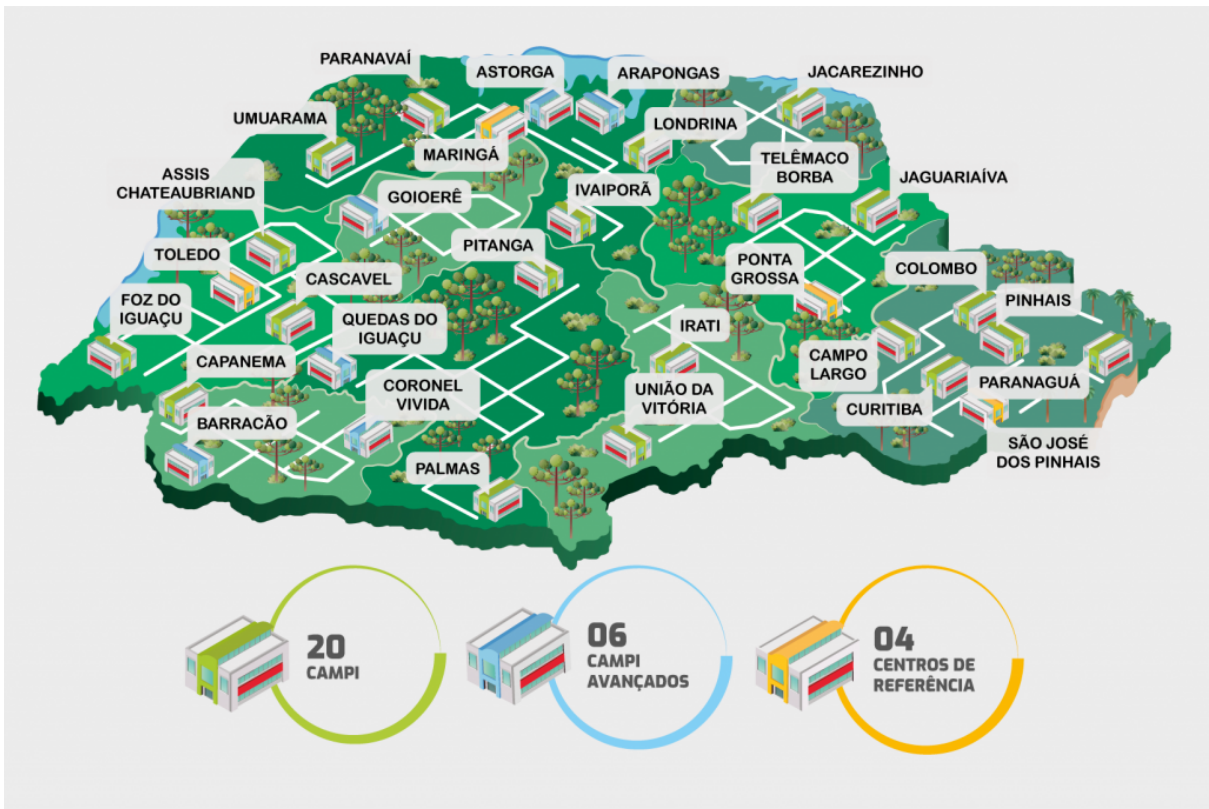 PARANAVAÍ
ASTORGA
ARAPONGAS
JACAREZINHO
UMUARAMA
LONDRINA
MARINGÁ
TELÊMACO
BORBA
ASSIS
CHATEAUBRIAND
GOIOERÊ
IVAIPORÃ
JAGUARIAÍVA
TOLEDO
PITANGA
PONTA
GROSSA
COLOMBO
CASCAVEL
FOZ DO
IGUAÇU
QUEDAS DO
IGUAÇU
PINHAIS
IRATI
CAPANEMA
CAMPO
LARGO
CORONEL
VIVIDA
UNIÃO DA
VITÓRIA
PARANAGUÁ
BARRACÃO
CURITIBA
PALMAS
SÃO JOSÉ
DOS PINHAIS
20
CAMPI
06
CAMPI
AVANÇADOS
04
CENTROS DE
REFERÊNCIA